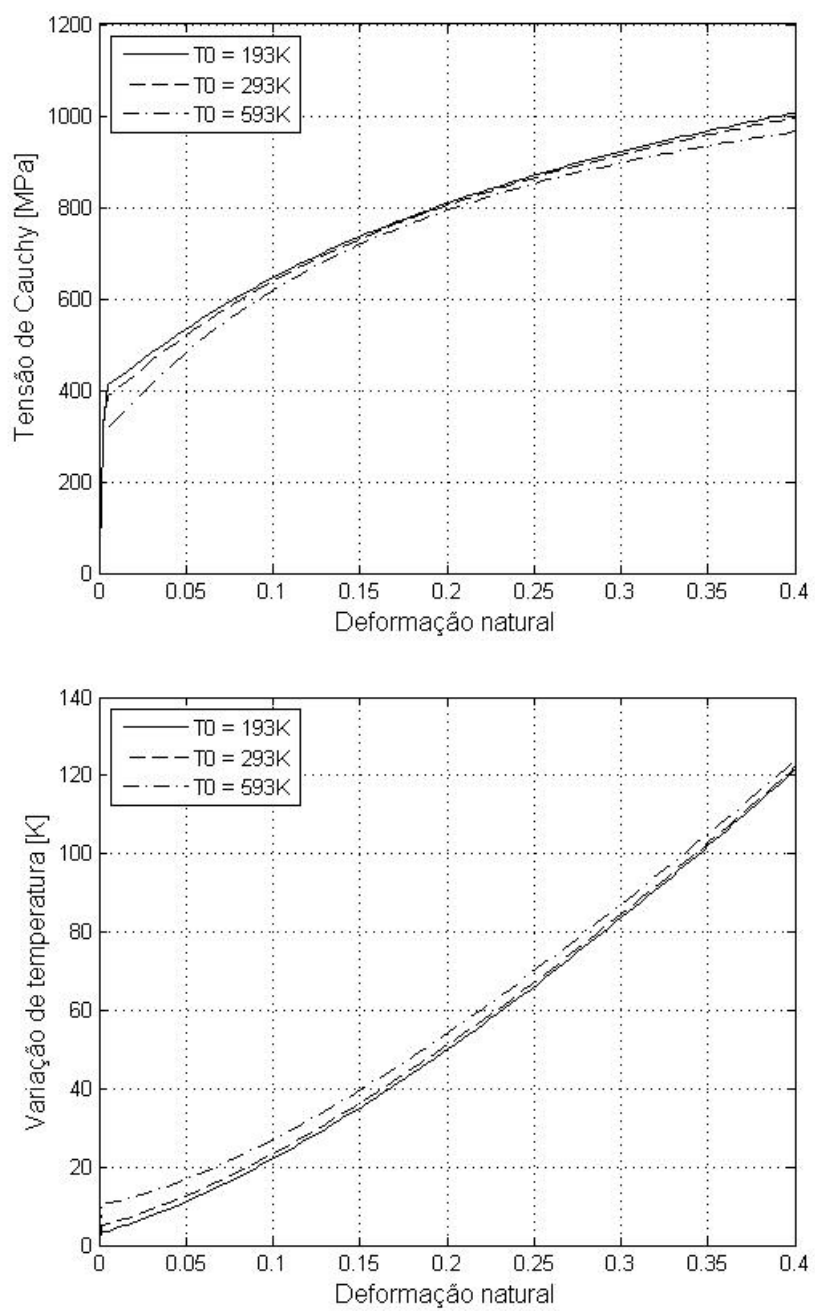 Tensão de Cauchy [MPa]
1200
1000
800
600
400
200
0
T0 = 193K
T0 = 293K
T0 = 593K
0 0.05 0.1 0.15 0.2 0.25 0.3 0.35 0.4
Deformação natural
Variação de temperatura [K]
140
120
100
80
60
40
20
0
T0 = 193K
T0 = 293K
T0 = 593K
0 0.05 0.1 0.15 0.2 0.25 0.3 0.35 0.4
Deformação natural